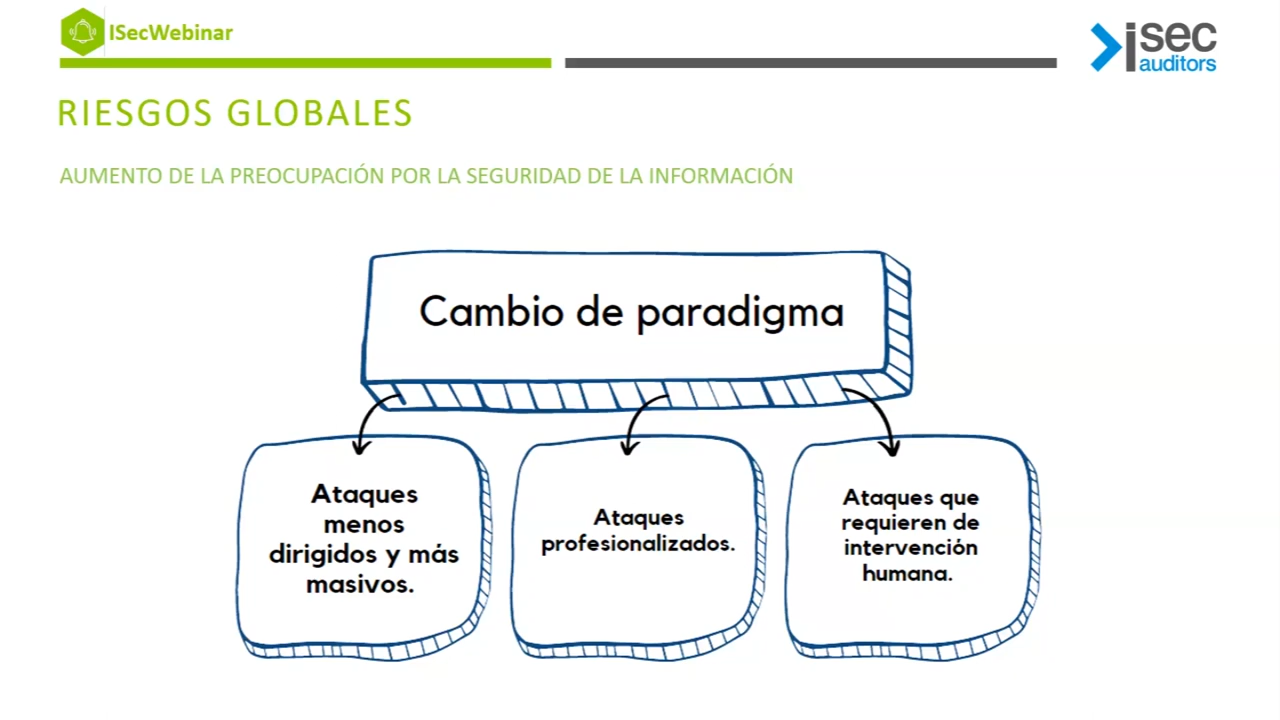 ISecWebinar
isec
auditors
RIESGOS GLOBALES
AUMENTO DE LA PREOCUPACIÓN POR LA SEGURIDAD DE LA INFORMACIÓN
Cambio de paradigma
Ataques
menos
dirigidos y más
masivos.
Ataques
profesionalizados.
Ataques que
requieren de
intervención
humana.